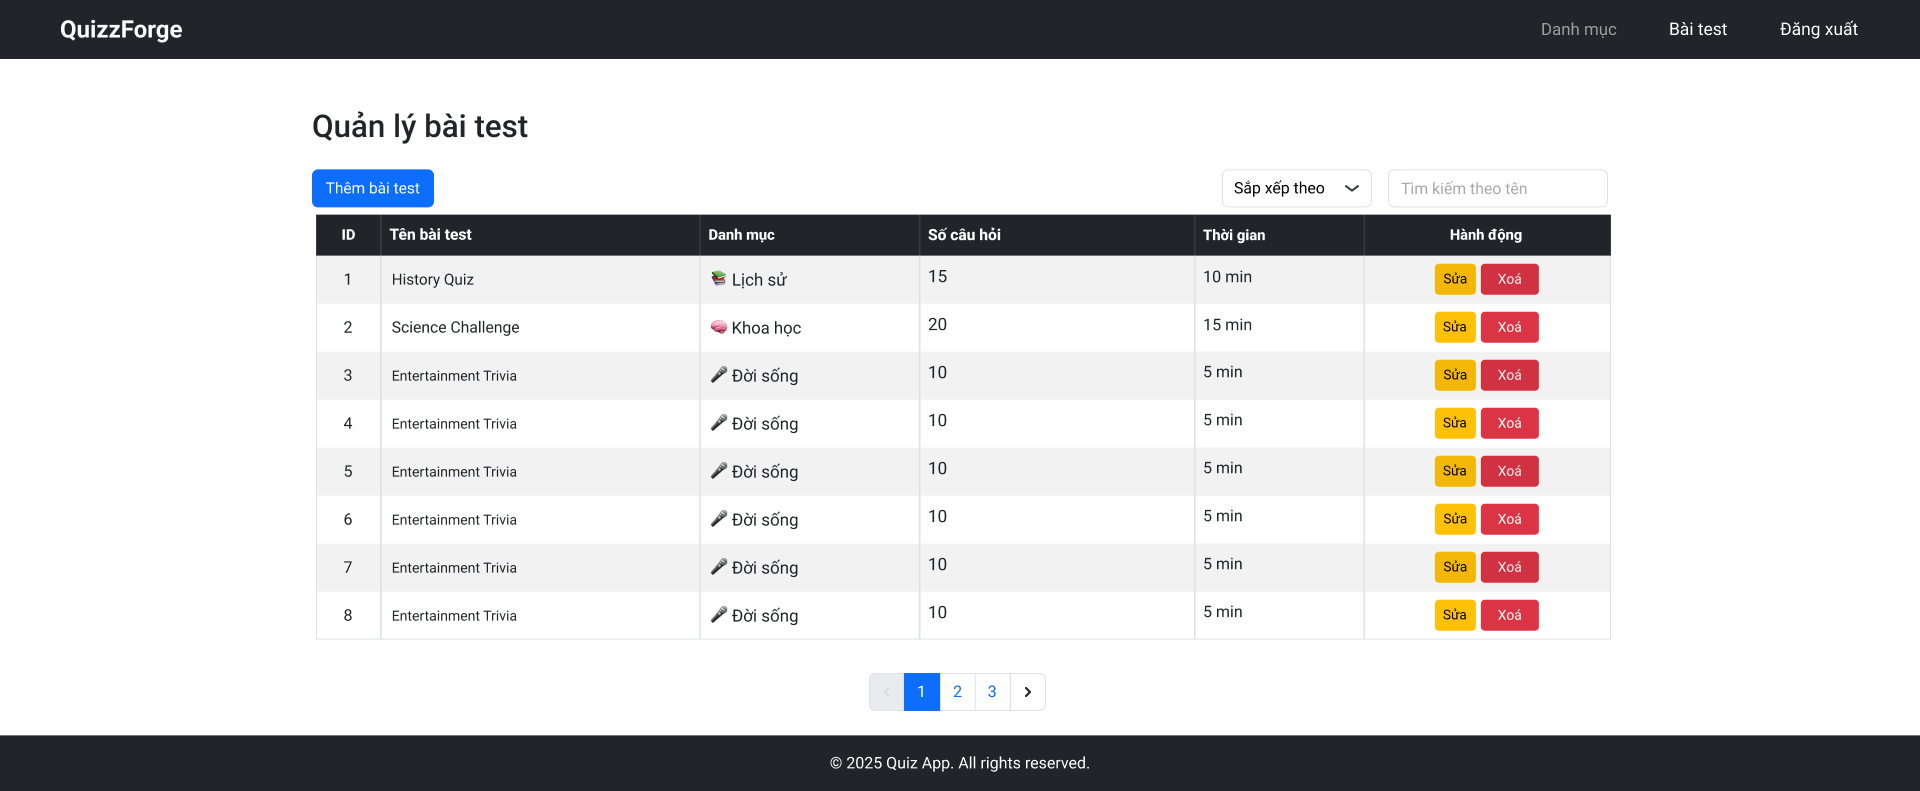 QuizzForge Danh mục Bài test Đăng xuất
Quản lý bài test
Thêm bài test Sắp xếp theo Tìm kiếm theo tên
ID Tên bài test Danh mục Số câu hỏi Thời gian Hành động
1 History Quiz 📚 Lịch sử 15 10 min Sửa Xoá
2 Science Challenge 🧠 Khoa học 20 15 min Sửa Xoá
3 Entertainment Trivia 🎤 Đời sống 10 5 min Sửa Xoá
4 Entertainment Trivia 🎤 Đời sống 10 5 min Sửa Xoá
5 Entertainment Trivia 🎤 Đời sống 10 5 min Sửa Xoá
6 Entertainment Trivia 🎤 Đời sống 10 5 min Sửa Xoá
7 Entertainment Trivia 🎤 Đời sống 10 5 min Sửa Xoá
8 Entertainment Trivia 🎤 Đời sống 10 5 min Sửa Xoá
1 2 3
© 2025 Quiz App. All rights reserved.